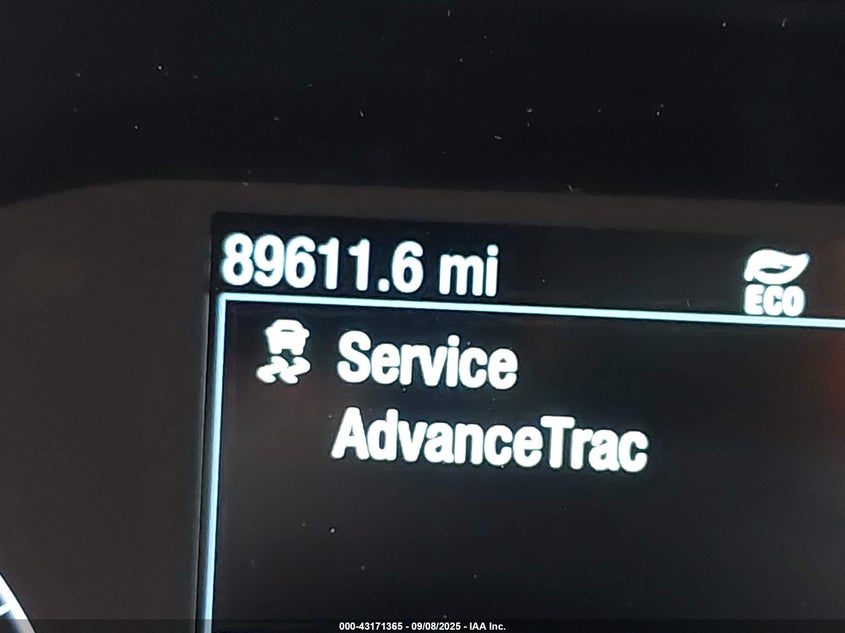 89611.6 mi
ECO
Service
AdvanceTrac
000-43171365 - 09/08/2025 - IAA Inc.